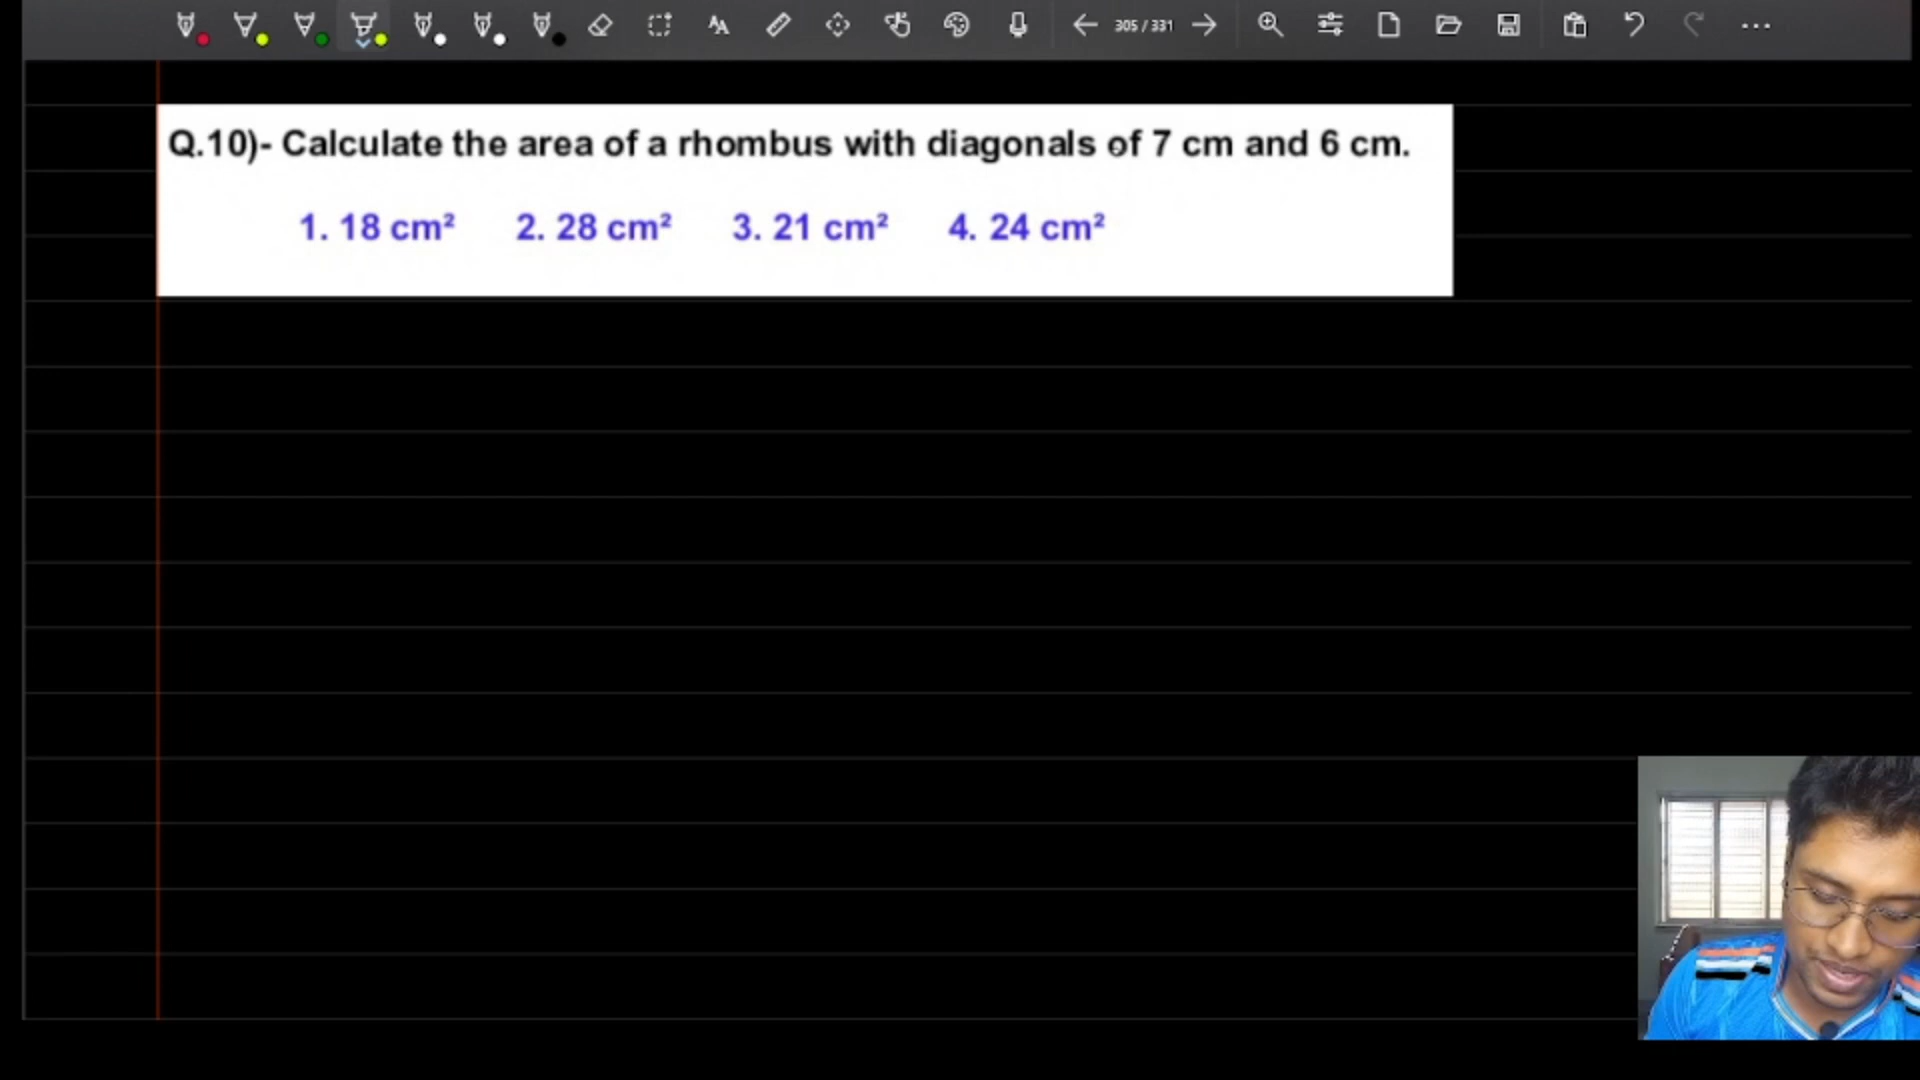 305 / 331
Q.10)- Calculate the area of a rhombus with diagonals of 7 cm and 6 cm.
1. 18 cm² 2. 28 cm² 3. 21 cm² 4. 24 cm²